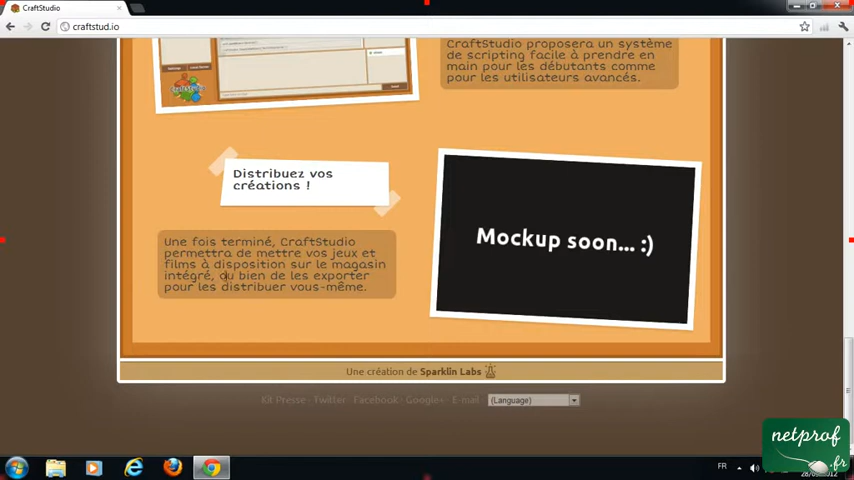 CraftStudio
craftstud.io
CraftStudio proposera un système
de scripting facile à prendre en
main pour les débutants comme
pour les utilisateurs avancés.
Distribuez vos
créations !
Une fois terminé, CraftStudio
permettra de mettre vos jeux et
films à disposition sur le magasin
intégré, ou bien de les exporter
pour les distribuer vous-même.
Mockup soon... :)
Une création de Sparklin Labs
Kit Presse · Twitter · Facebook · Google+ · E-mail
(Language)
FR
netprof
.fr